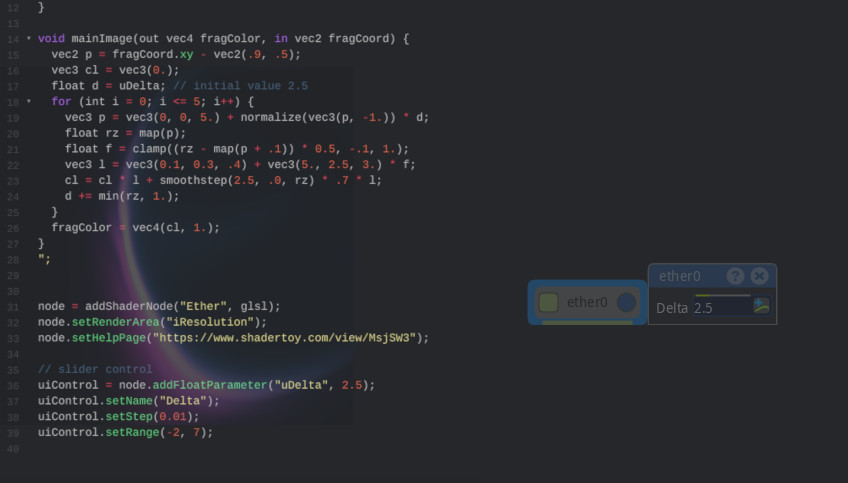 12 }
13
14 void mainImage(out vec4 fragColor, in vec2 fragCoord) {
15 vec2 p = fragCoord.xy - vec2(.9, .5);
16 vec3 cl = vec3(0.);
17 float d = uDelta; // initial value 2.5
18 for (int i = 0; i <= 5; i++) {
19 vec3 p = vec3(0, 0, 5.) + normalize(vec3(p, -1.)) * d;
20 float rz = map(p);
21 float f = clamp((rz - map(p + .1)) * 0.5, -.1, 1.);
22 vec3 l = vec3(0.1, 0.3, .4) + vec3(5., 2.5, 3.) * f;
23 cl = cl * l + smoothstep(2.5, .0, rz) * .7 * l;
24 d += min(rz, 1.);
25 }
26 fragColor = vec4(cl, 1.);
27 }
28 ";
29
30
31 node = addShaderNode("Ether", glsl);
32 node.setRenderArea("iResolution");
33 node.setHelpPage("https://www.shadertoy.com/view/MsjSW3");
34
35 // slider control
36 uiControl = node.addFloatParameter("uDelta", 2.5);
37 uiControl.setName("Delta");
38 uiControl.setStep(0.01);
39 uiControl.setRange(-2, 7);
40
ether0
ether0 ?
Delta 2.5